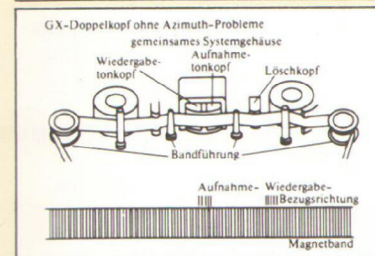 GX-Doppelkopf ohne Azimuth-Probleme
gemeinsames Systemgehäuse
Wiedergabe-
tonkopf
Aufnahme-
tonkopf
Löschkopf
Bandführung
Aufnahme-
Wiedergabe-
Bezugsrichtung
Magnetband